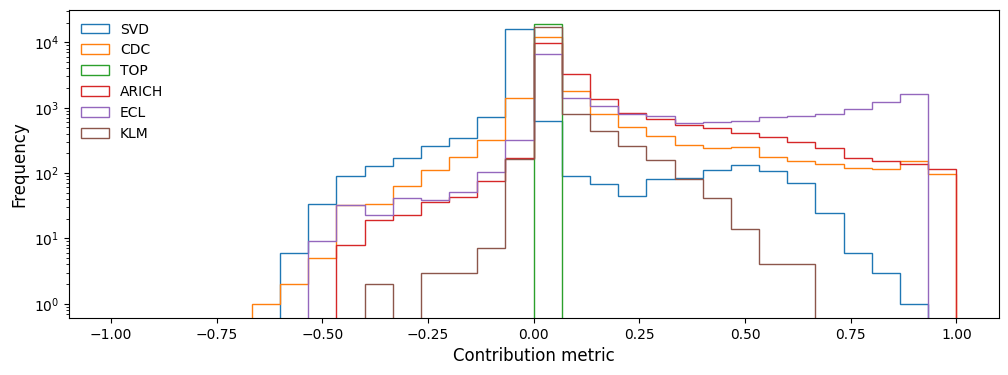 SVD
CDC
TOP
ARICH
ECL
KLM
Frequency
10⁴
10³
10²
10¹
10⁰
−1.00 −0.75 −0.50 −0.25 0.00 0.25 0.50 0.75 1.00
Contribution metric